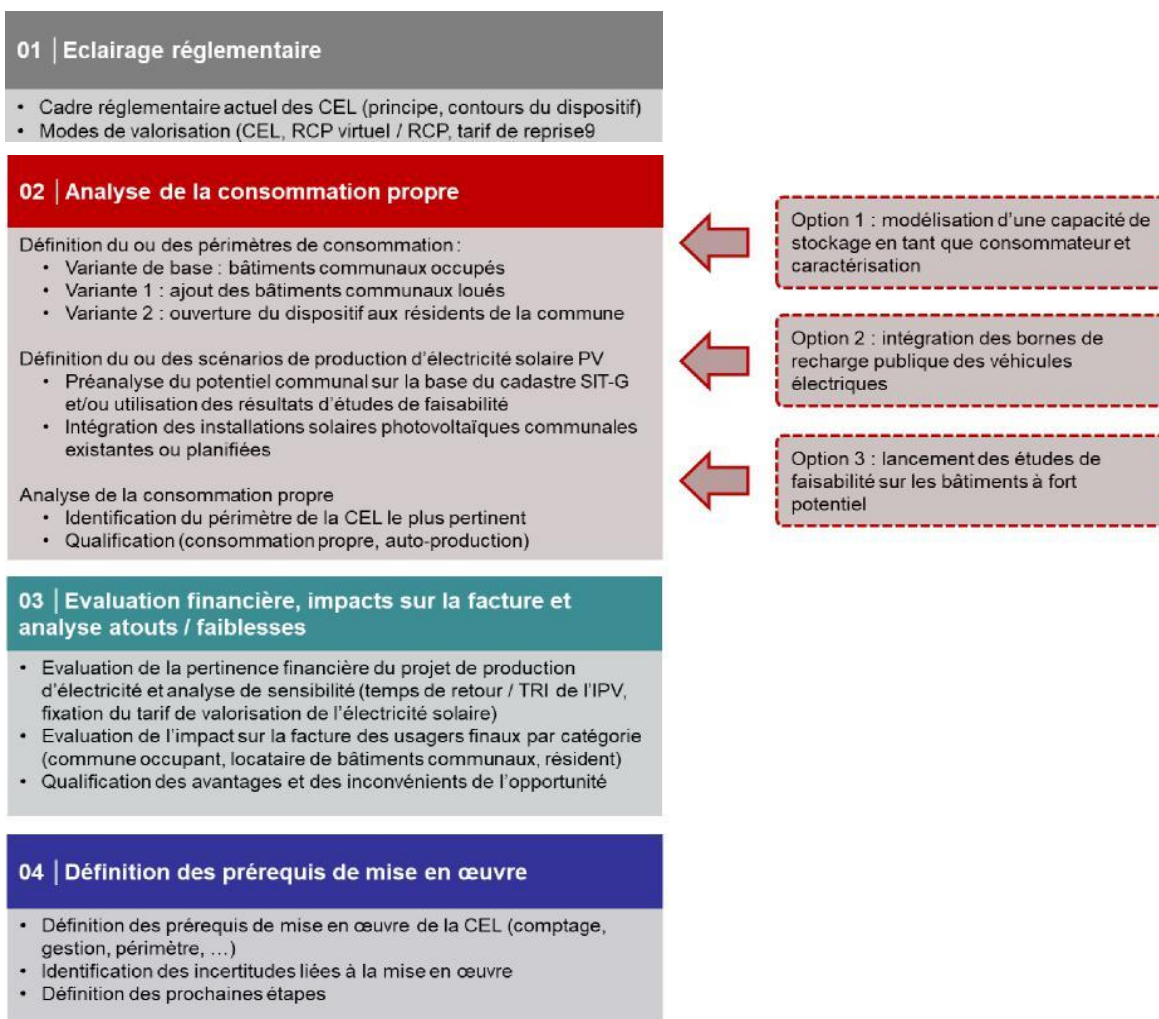 01 | Eclairage réglementaire
• Cadre réglementaire actuel des CEL (principe, contours du dispositif)
• Modes de valorisation (CEL, RCP virtuel / RCP, tarif de reprise9
02 | Analyse de la consommation propre
Définition du ou des périmètres de consommation :
• Variante de base : bâtiments communaux occupés
• Variante 1 : ajout des bâtiments communaux loués
• Variante 2 : ouverture du dispositif aux résidents de la commune
Définition du ou des scénarios de production d'électricité solaire PV
• Préanalyse du potentiel communal sur la base du cadastre SIT-G
et/ou utilisation des résultats d'études de faisabilité
• Intégration des installations solaires photovoltaïques communales
existantes ou planifiées
Analyse de la consommation propre
• Identification du périmètre de la CEL le plus pertinent
• Qualification (consommation propre, auto-production)
Option 1 : modélisation d'une capacité de
stockage en tant que consommateur et
caractérisation
Option 2 : intégration des bornes de
recharge publique des véhicules
électriques
Option 3 : lancement des études de
faisabilité sur les bâtiments à fort
potentiel
03 | Evaluation financière, impacts sur la facture et
analyse atouts / faiblesses
• Evaluation de la pertinence financière du projet de production
d'électricité et analyse de sensibilité (temps de retour / TRI de l'IPV,
fixation du tarif de valorisation de l'électricité solaire)
• Evaluation de l'impact sur la facture des usagers finaux par catégorie
(commune occupant, locataire de bâtiments communaux, résident)
• Qualification des avantages et des inconvénients de l'opportunité
04 | Définition des prérequis de mise en œuvre
• Définition des prérequis de mise en œuvre de la CEL (comptage,
gestion, périmètre, …)
• Identification des incertitudes liées à la mise en œuvre
• Définition des prochaines étapes